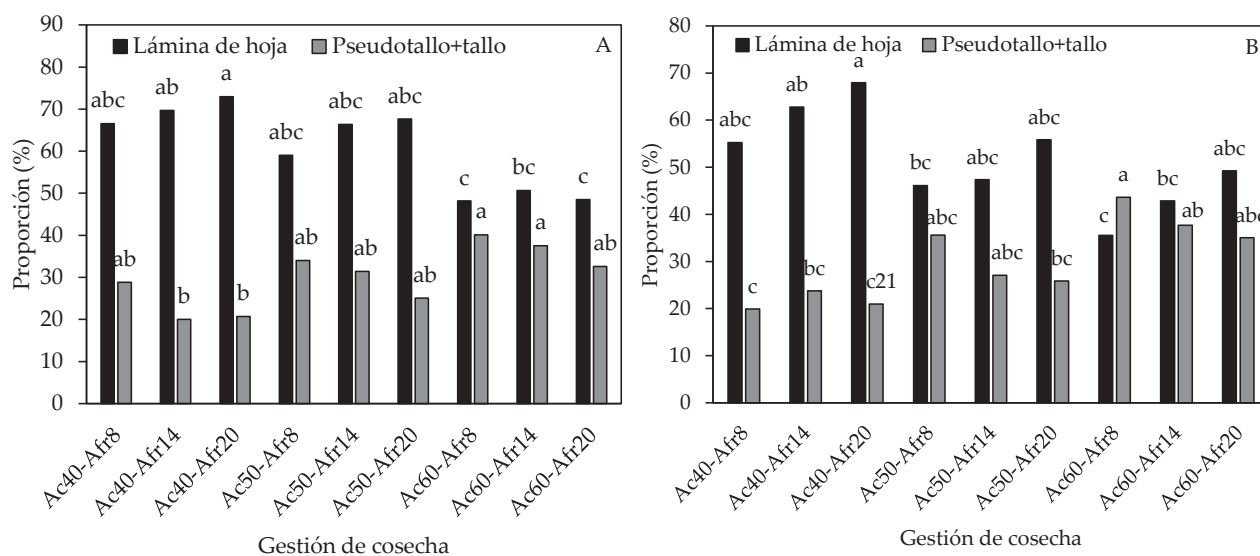 90
80
70
60
50
40
30
20
10
0
Proporción (%)
Lámina de hoja Pseudotallo+tallo A
abc ab a abc abc abc c bc c
ab b b ab ab ab a a ab
Ac40-Afr8
Ac40-Afr14
Ac40-Afr20
Ac50-Afr8
Ac50-Afr14
Ac50-Afr20
Ac60-Afr8
Ac60-Afr14
Ac60-Afr20
Gestión de cosecha
80
70
60
50
40
30
20
10
0
Proporción (%)
Lámina de hoja Pseudotallo+tallo B
abc ab a bc abc abc c bc abc
c bc c21 abc abc bc a ab abc
Ac40-Afr8
Ac40-Afr14
Ac40-Afr20
Ac50-Afr8
Ac50-Afr14
Ac50-Afr20
Ac60-Afr8
Ac60-Afr14
Ac60-Afr20
Gestión de cosecha